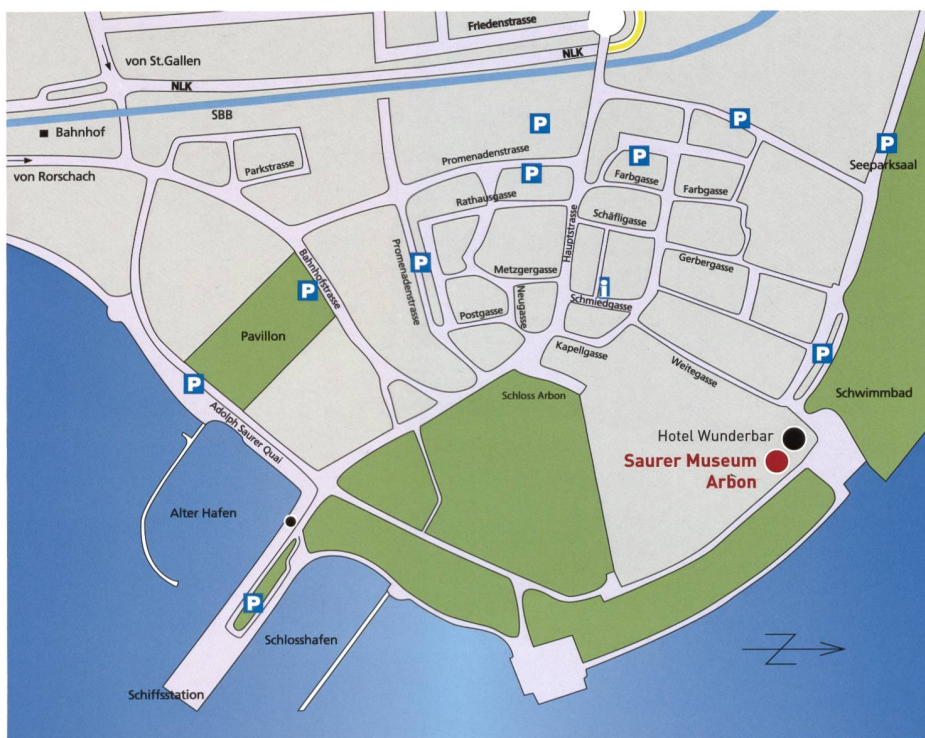 Friedenstrasse
von St.Gallen
NLK
NLK
SBB
Bahnhof
P
P
P
P
P
von Rorschach
Parkstrasse
Promenadenstrasse
Seeparksaal
Farbgasse
Farbgasse
Rathausgasse
Schäfligasse
Hauptstrasse
Promenadenstrasse
P
Bahnhofstrasse
P
Metzgergasse
Gerbergasse
i
Neugasse
Schmiedgasse
Postgasse
Pavillon
Kapellgasse
Weitegasse
P
P
Schloss Arbon
Schwimmbad
Adolph Saurer Quai
Hotel Wunderbar
Saurer Museum
Arbon
Alter Hafen
P
Schlosshafen
Schiffsstation
N